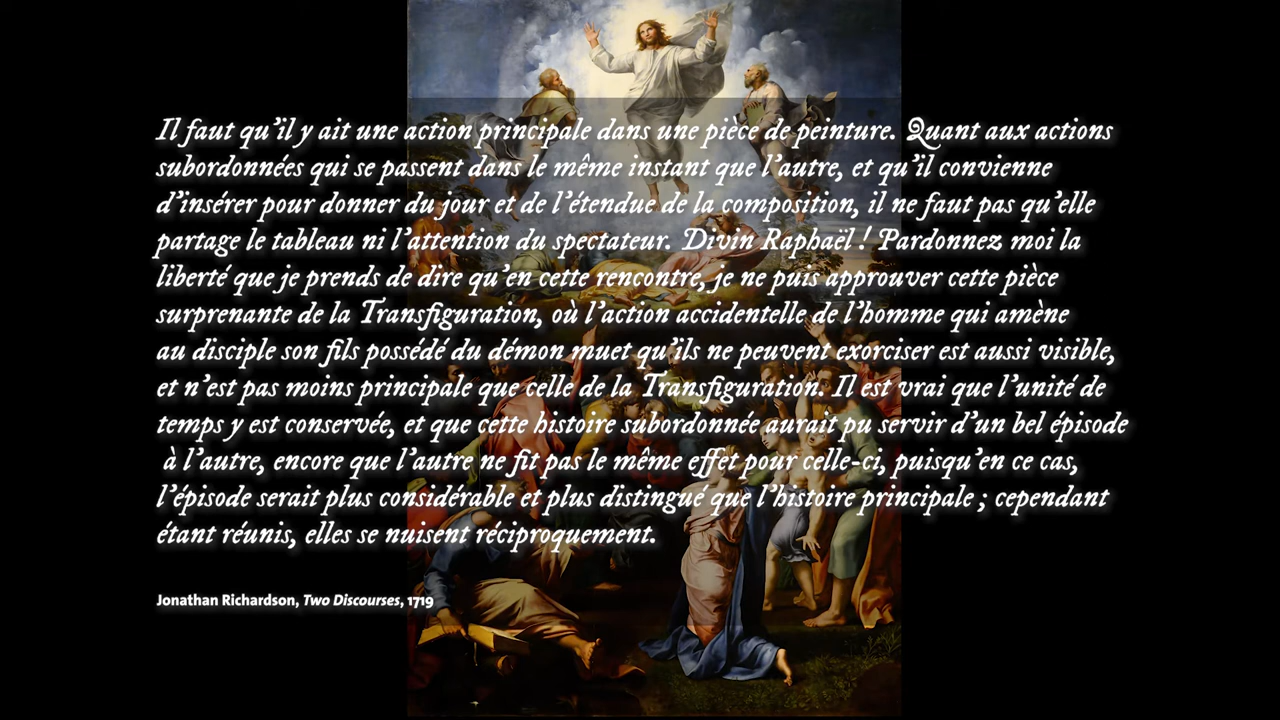 Il faut qu'il y ait une action principale dans une pièce de peinture. Quant aux actions
subordonnées qui se passent dans le même instant que l'autre, et qu'il convienne
d'insérer pour donner du jour et de l'étendue de la composition, il ne faut pas qu'elle
partage le tableau ni l'attention du spectateur. Divin Raphaël ! Pardonnez moi la
liberté que je prends de dire qu'en cette rencontre, je ne puis approuver cette pièce
surprenante de la Transfiguration, où l'action accidentelle de l'homme qui amène
au disciple son fils possédé du démon muet qu'ils ne peuvent exorciser est aussi visible,
et n'est pas moins principale que celle de la Transfiguration. Il est vrai que l'unité de
temps y est conservée, et que cette histoire subordonnée aurait pu servir d'un bel épisode
à l'autre, encore que l'autre ne fit pas le même effet pour celle-ci, puisqu'en ce cas,
l'épisode serait plus considérable et plus distingué que l'histoire principale ; cependant
étant réunis, elles se nuisent réciproquement.
Jonathan Richardson, Two Discourses, 1719